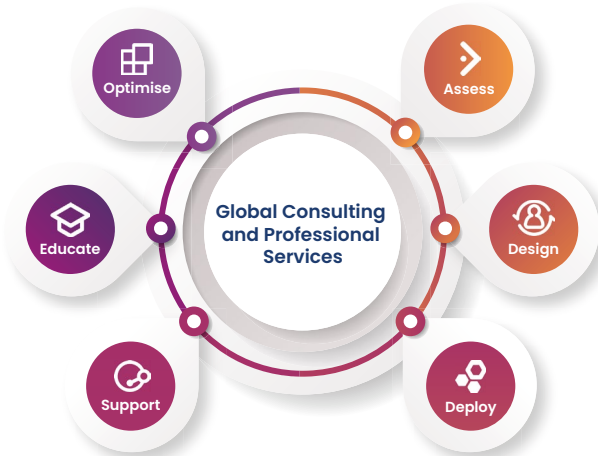 Optimise
Assess
Global Consulting
and Professional
Services
Educate
Design
Support
Deploy